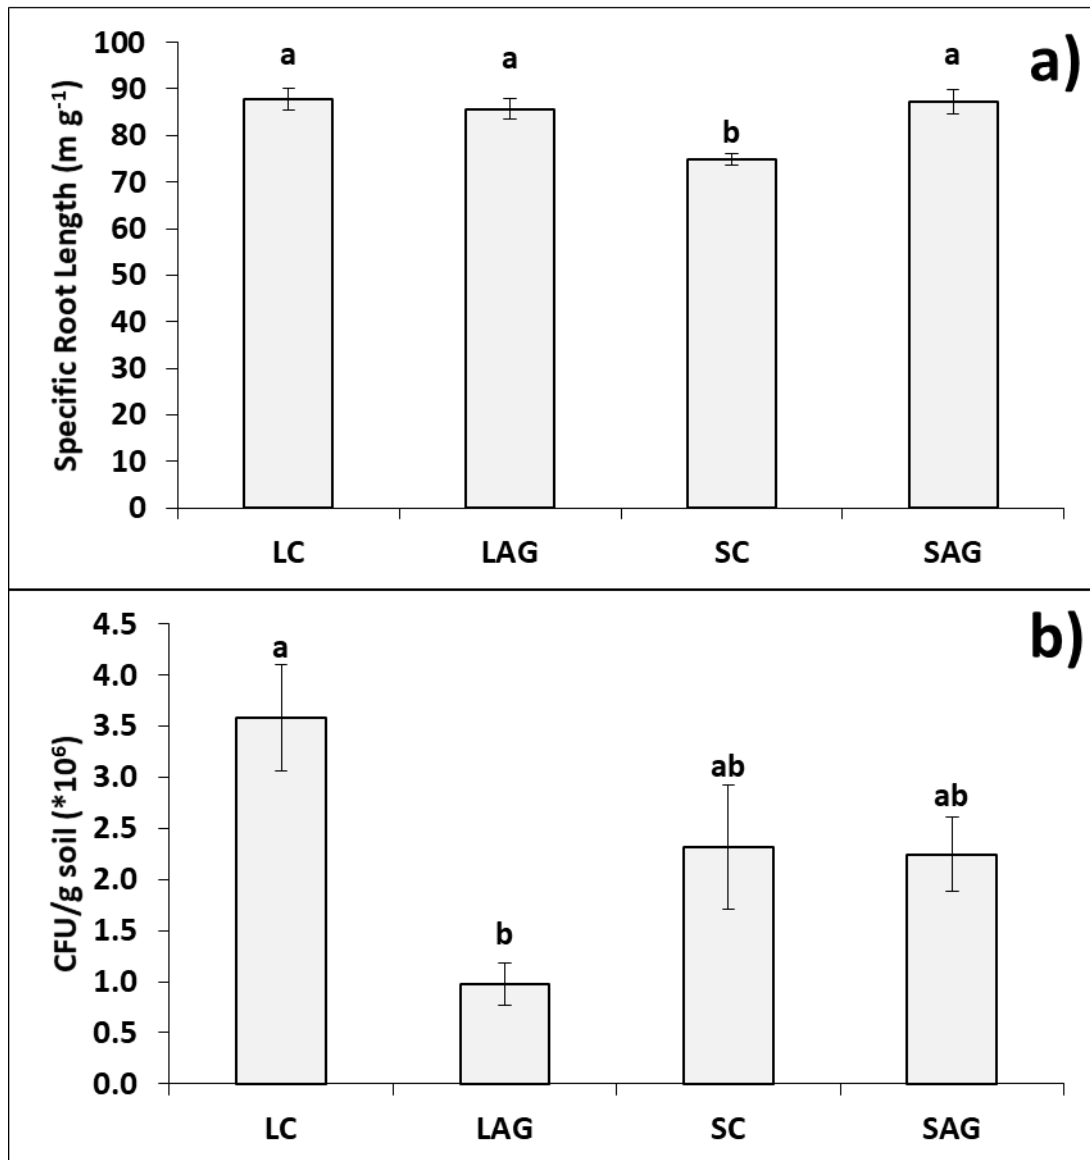 a)
Specific Root Length (m g⁻¹)
100
90
80
70
60
50
40
30
20
10
0
a
a
b
a
LC LAG SC SAG
b)
CFU/g soil (*10⁶)
4.5
4.0
3.5
3.0
2.5
2.0
1.5
1.0
0.5
0.0
a
b
ab
ab
LC LAG SC SAG